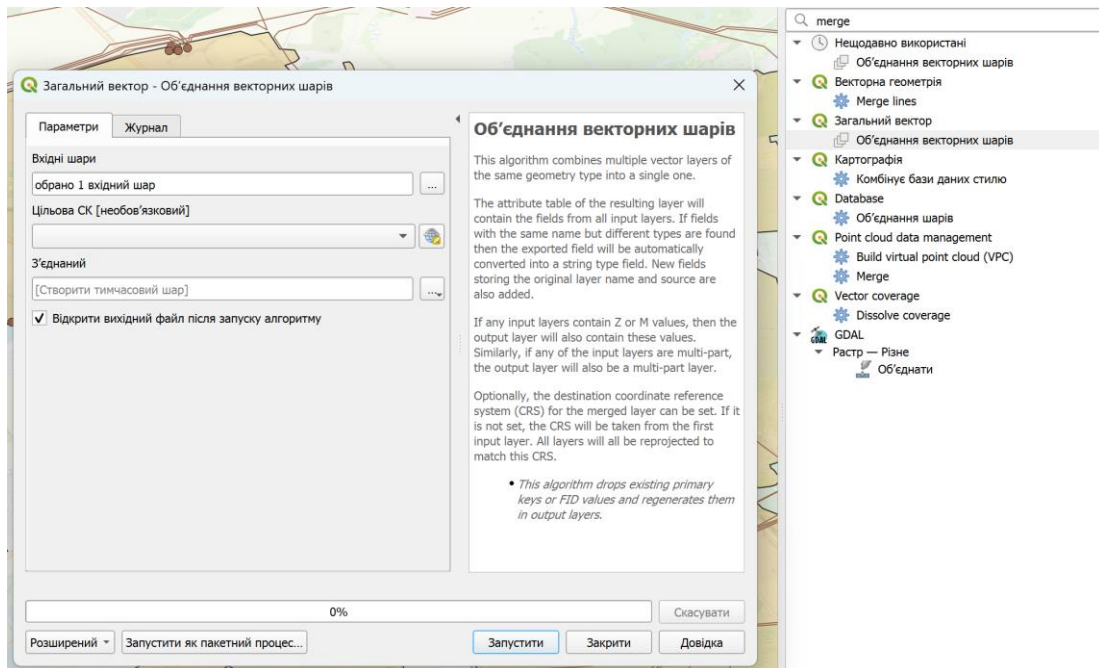 Загальний вектор - Об’єднання векторних шарів
Параметри
Журнал
Вхідні шари
обрано 1 вхідний шар
...
Цільова СК [необов’язковий]
З’єднаний
[Створити тимчасовий шар]
...
Відкрити вихідний файл після запуску алгоритму
Об’єднання векторних шарів
This algorithm combines multiple vector layers of
the same geometry type into a single one.
The attribute table of the resulting layer will
contain the fields from all input layers. If fields
with the same name but different types are found
then the exported field will be automatically
converted into a string type field. New fields
storing the original layer name and source are
also added.
If any input layers contain Z or M values, then the
output layer will also contain these values.
Similarly, if any of the input layers are multi-part,
the output layer will also be a multi-part layer.
Optionally, the destination coordinate reference
system (CRS) for the merged layer can be set. If it
is not set, the CRS will be taken from the first
input layer. All layers will all be reprojected to
match this CRS.
• This algorithm drops existing primary
keys or FID values and regenerates them
in output layers.
0%
Скасувати
Розширений
Запустити як пакетний процес...
Запустити
Закрити
Довідка
merge
Нещодавно використані
Об’єднання векторних шарів
Векторна геометрія
Merge lines
Загальний вектор
Об’єднання векторних шарів
Картографія
Комбінує бази даних стилю
Database
Об’єднання шарів
Point cloud data management
Build virtual point cloud (VPC)
Merge
Vector coverage
Dissolve coverage
GDAL
Растр — Різне
Об’єднати